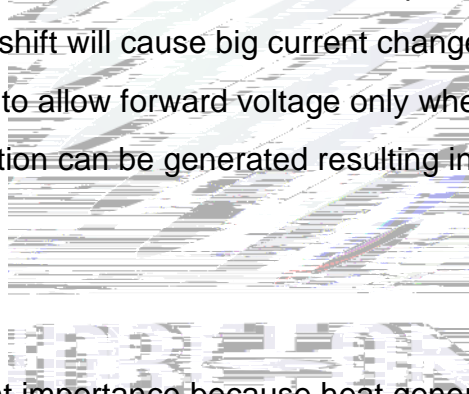 shift will cause big current change
to allow forward voltage only whe
tion can be generated resulting in
t importance because heat gener